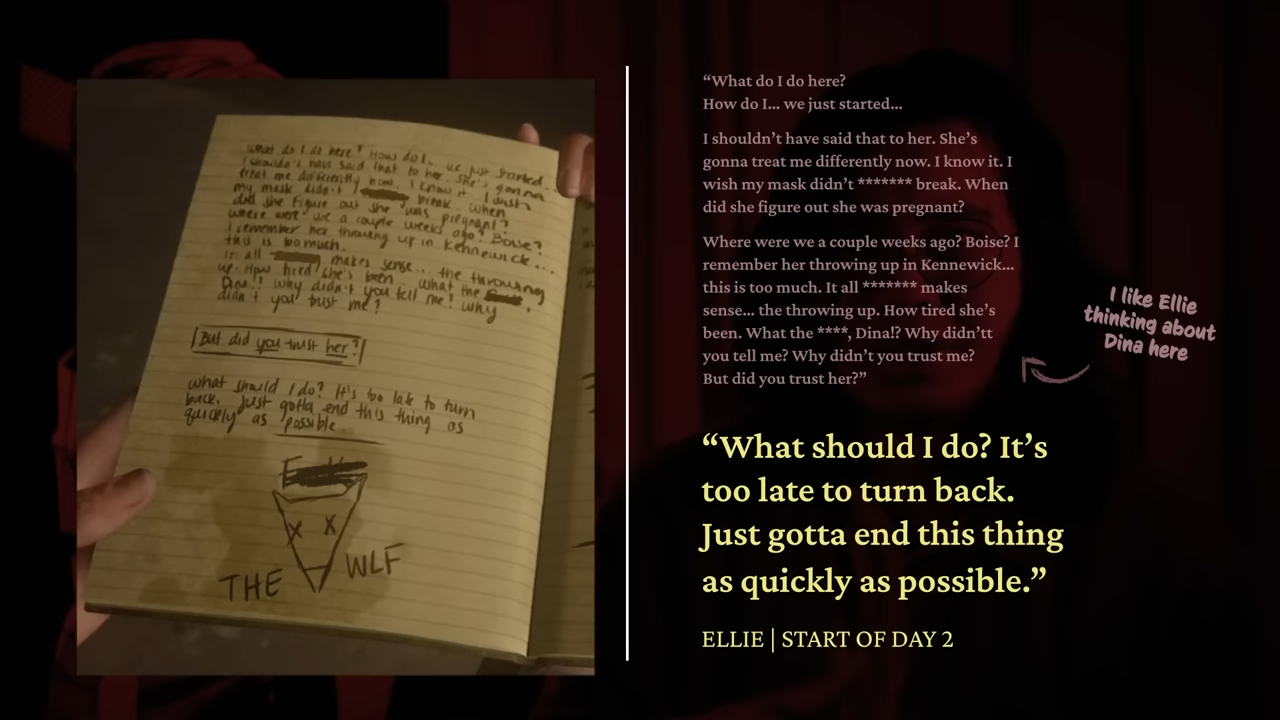 what do I do here? How do I... we just started...
I shouldn't have said that to her. She's gonna
treat me differently now. I know it. I wish
my mask didn't break. When
did she figure out she was pregnant?
where were we a couple weeks ago? Boise?
I remember her throwing up in Kennewick...
this is too much.
it all makes sense... the throwing
up. How tired she's been. what the
Dina!? Why didn't you tell me? Why
didn't you trust me?
But did you trust her?
what should I do? It's too late to turn
back. Just gotta end this thing as
quickly as possible.
THE WLF
“What do I do here?
How do I... we just started...
I shouldn’t have said that to her. She’s
gonna treat me differently now. I know it. I
wish my mask didn’t ******* break. When
did she figure out she was pregnant?
Where were we a couple weeks ago? Boise? I
remember her throwing up in Kennewick...
this is too much. It all ******* makes
sense... the throwing up. How tired she’s
been. What the ****, Dina!? Why didn’tt
you tell me? Why didn’t you trust me?
But did you trust her?”
I like Ellie
thinking about
Dina here
“What should I do? It’s
too late to turn back.
Just gotta end this thing
as quickly as possible.”
ELLIE | START OF DAY 2